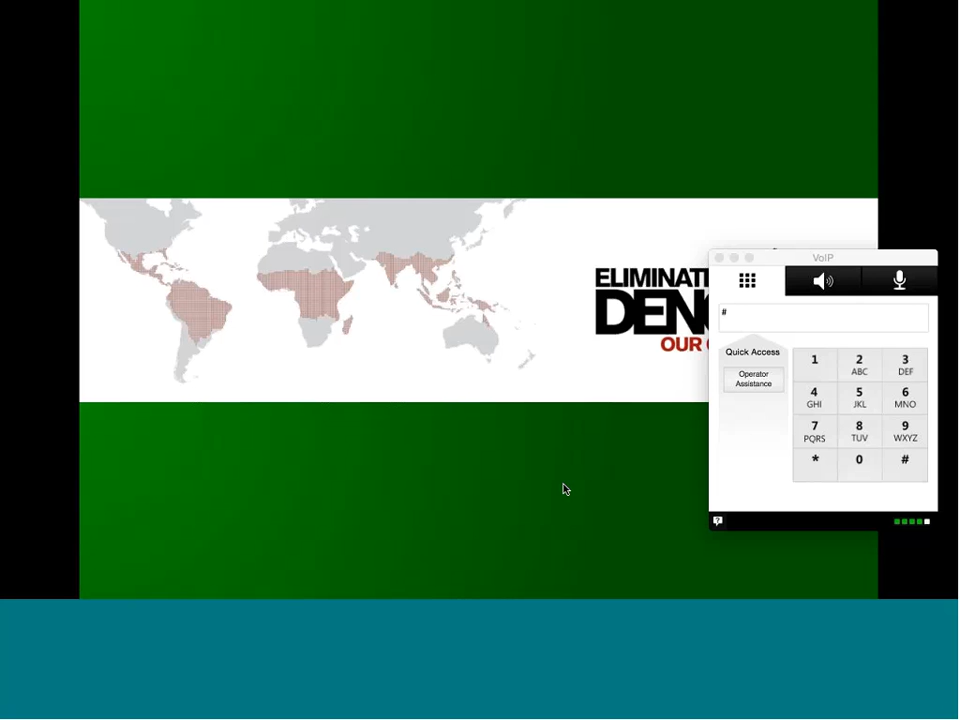 ELIMINATI
DEN
OUR
VoIP
#
Quick Access
Operator
Assistance
1
2
ABC
3
DEF
4
GHI
5
JKL
6
MNO
7
PQRS
8
TUV
9
WXYZ
*
0
#
?